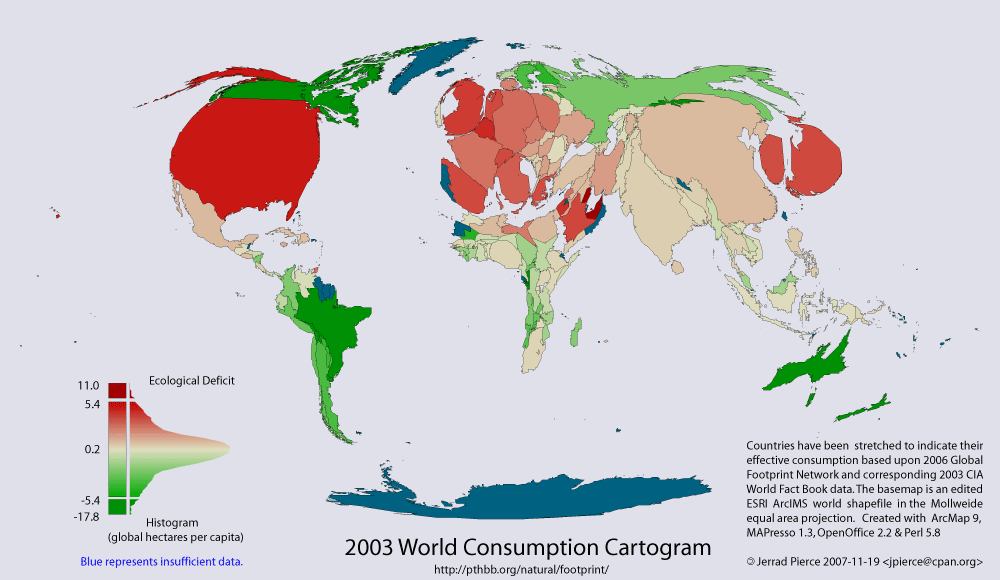 11.0
Ecological Deficit
5.4
0.2
-5.4
-17.8
Histogram
(global hectares per capita)
Blue represents insufficient data.
2003 World Consumption Cartogram
http://pthbb.org/natural/footprint/
Countries have been stretched to indicate their
effective consumption based upon 2006 Global
Footprint Network and corresponding 2003 CIA
World Fact Book data. The basemap is an edited
ESRI ArcIMS world shapefile in the Mollweide
equal area projection. Created with ArcMap 9,
MAPresso 1.3, OpenOffice 2.2 & Perl 5.8
Jerrad Pierce 2007-11-19 <jpierce@cpan.org>